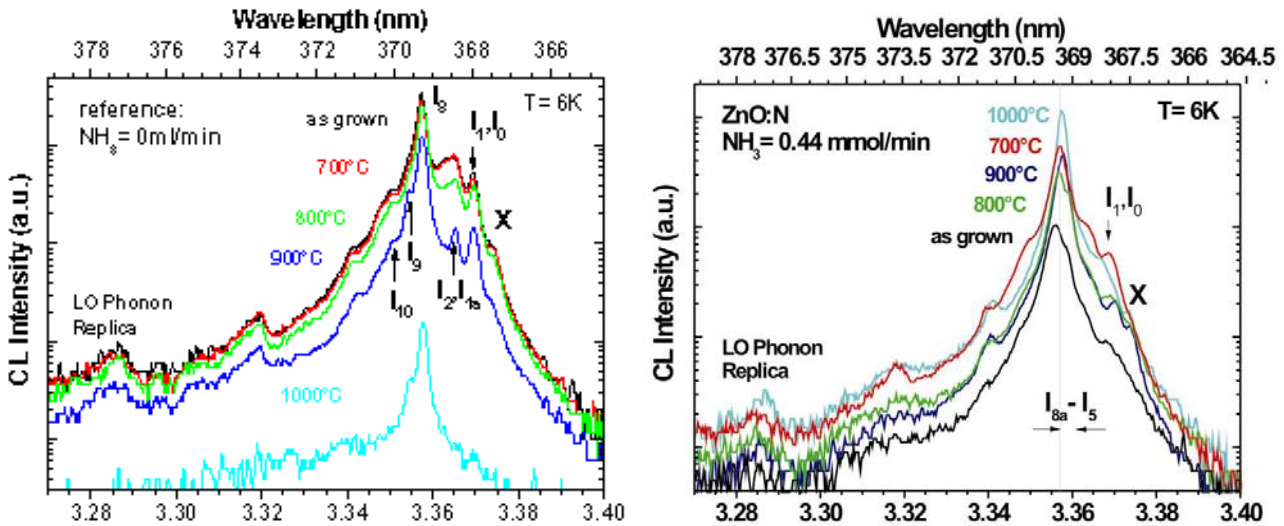 Wavelength (nm)
378 376 374 372 370 368 366
reference:
NH₈ = 0ml/min
as grown
I₈
T= 6K
I₁,I₀
700°C
800°C
X
900°C
I₉
I₁₀
I₂,I₁ₐ
LO Phonon
Replica
1000°C
CL Intensity (a.u.)
3.28 3.30 3.32 3.34 3.36 3.38 3.40
Wavelength (nm)
378 376.5 375 373.5 372 370.5 369 367.5 366 364.5
ZnO:N
NH₃ = 0.44 mmol/min
1000°C
T= 6K
700°C
900°C
800°C
I₁,I₀
as grown
X
LO Phonon
Replica
I₈ₐ - I₅
CL Intensity (a.u.)
3.28 3.30 3.32 3.34 3.36 3.38 3.40